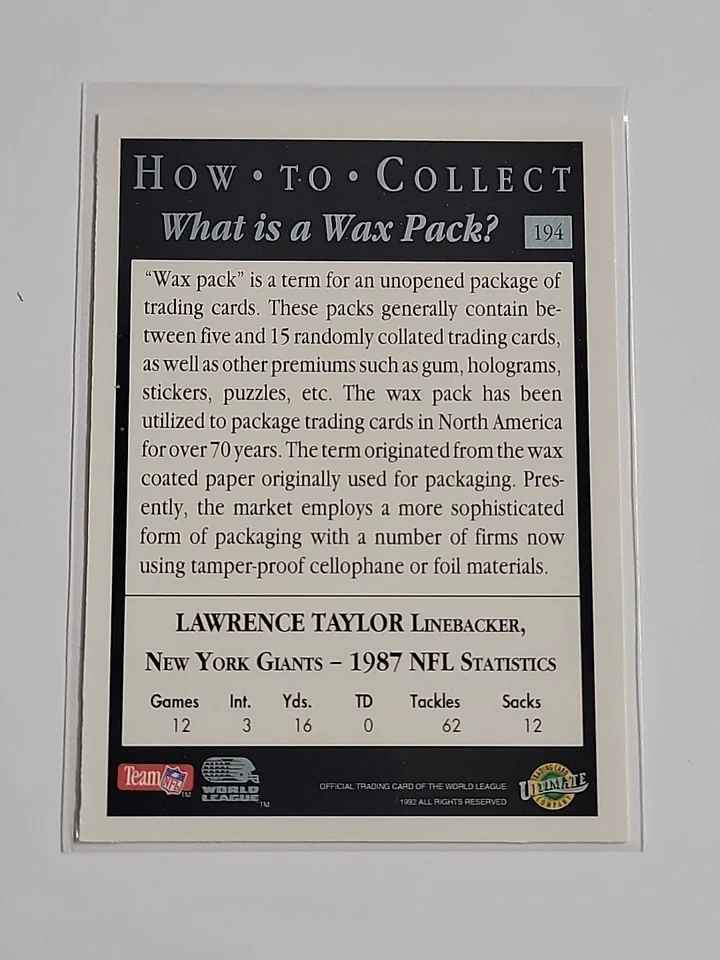 HOW • TO • COLLECT
What is a Wax Pack?
194
“Wax pack” is a term for an unopened package of
trading cards. These packs generally contain be-
tween five and 15 randomly collated trading cards,
as well as other premiums such as gum, holograms,
stickers, puzzles, etc. The wax pack has been
utilized to package trading cards in North America
for over 70 years. The term originated from the wax
coated paper originally used for packaging. Pres-
ently, the market employs a more sophisticated
form of packaging with a number of firms now
using tamper-proof cellophane or foil materials.
LAWRENCE TAYLOR LINEBACKER,
NEW YORK GIANTS – 1987 NFL STATISTICS
Games Int. Yds. TD Tackles Sacks
12 3 16 0 62 12
Team NFL TM
WORLD
LEAGUE TM
OFFICIAL TRADING CARD OF THE WORLD LEAGUE
1992 ALL RIGHTS RESERVED
TRADING CARD
ULTIMATE
COMPANY